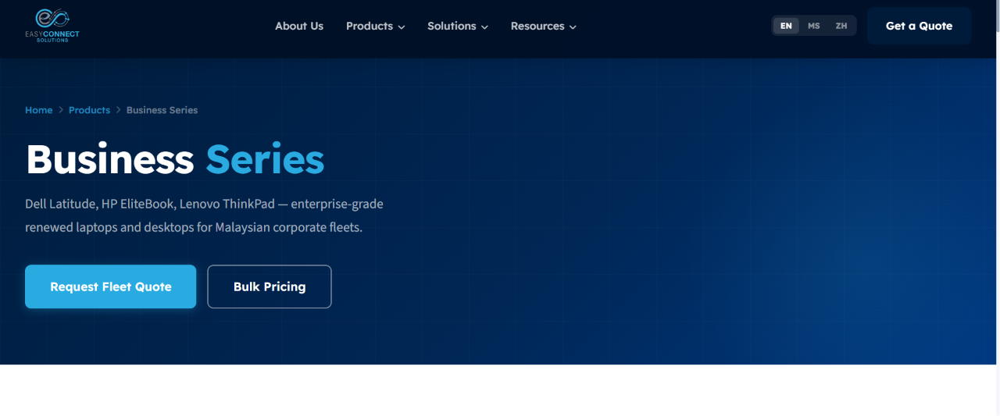 EASYCONNECT
SOLUTIONS
About Us
Products
Solutions
Resources
EN
MS
ZH
Get a Quote
Home
Products
Business Series
Business Series
Dell Latitude, HP EliteBook, Lenovo ThinkPad — enterprise-grade
renewed laptops and desktops for Malaysian corporate fleets.
Request Fleet Quote
Bulk Pricing